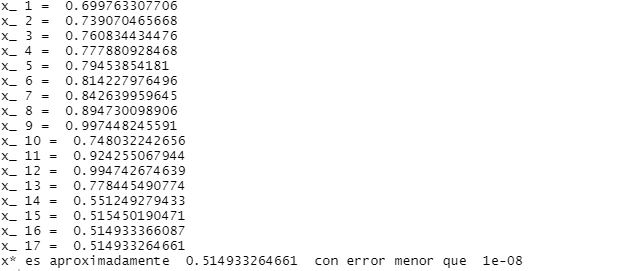 x_ 1 =  0.699763307706
x_ 2 =  0.739070465668
x_ 3 =  0.760834434476
x_ 4 =  0.777880928468
x_ 5 =  0.79453854181
x_ 6 =  0.814227976496
x_ 7 =  0.842639959645
x_ 8 =  0.894730098906
x_ 9 =  0.997448245591
x_ 10 =  0.748032242656
x_ 11 =  0.924255067944
x_ 12 =  0.994742674639
x_ 13 =  0.778445490774
x_ 14 =  0.551249279433
x_ 15 =  0.515450190471
x_ 16 =  0.514933366087
x_ 17 =  0.514933264661
x* es aproximadamente  0.514933264661  con error menor que  1e-08